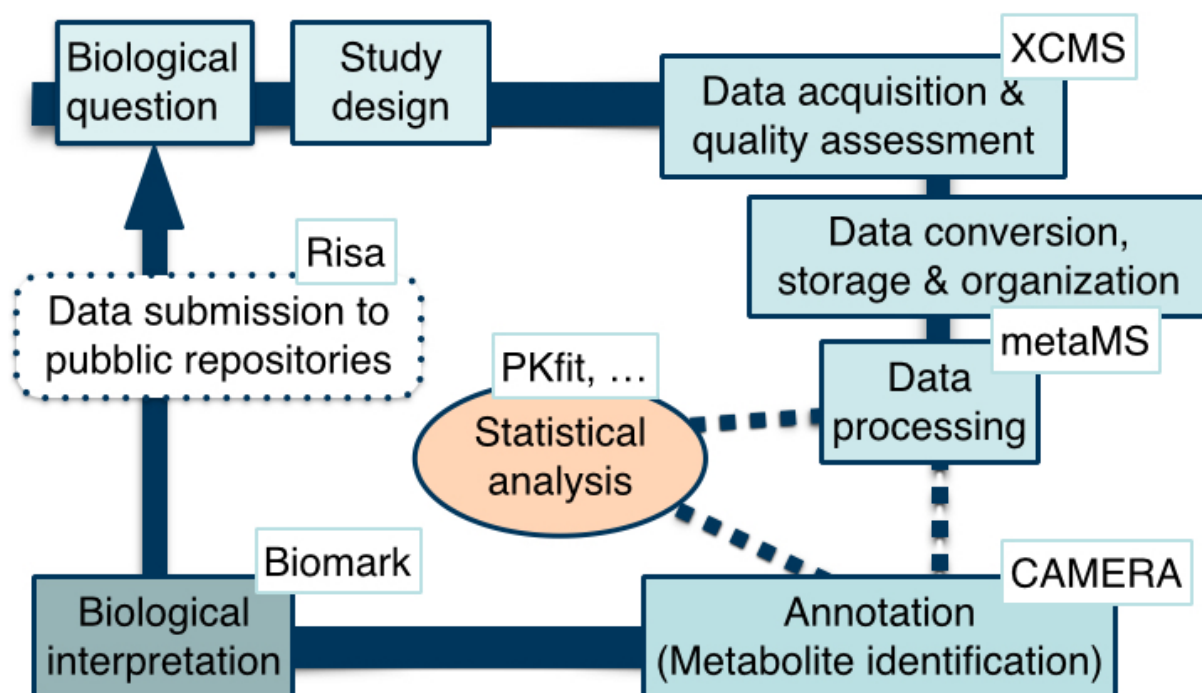 Biological
question
Study
design
XCMS
Data acquisition &
quality assessment
Data conversion,
storage & organization
metaMS
Data
processing
PKfit, …
Statistical
analysis
CAMERA
Annotation
(Metabolite identification)
Biomark
Biological
interpretation
Risa
Data submission to
pubblic repositories